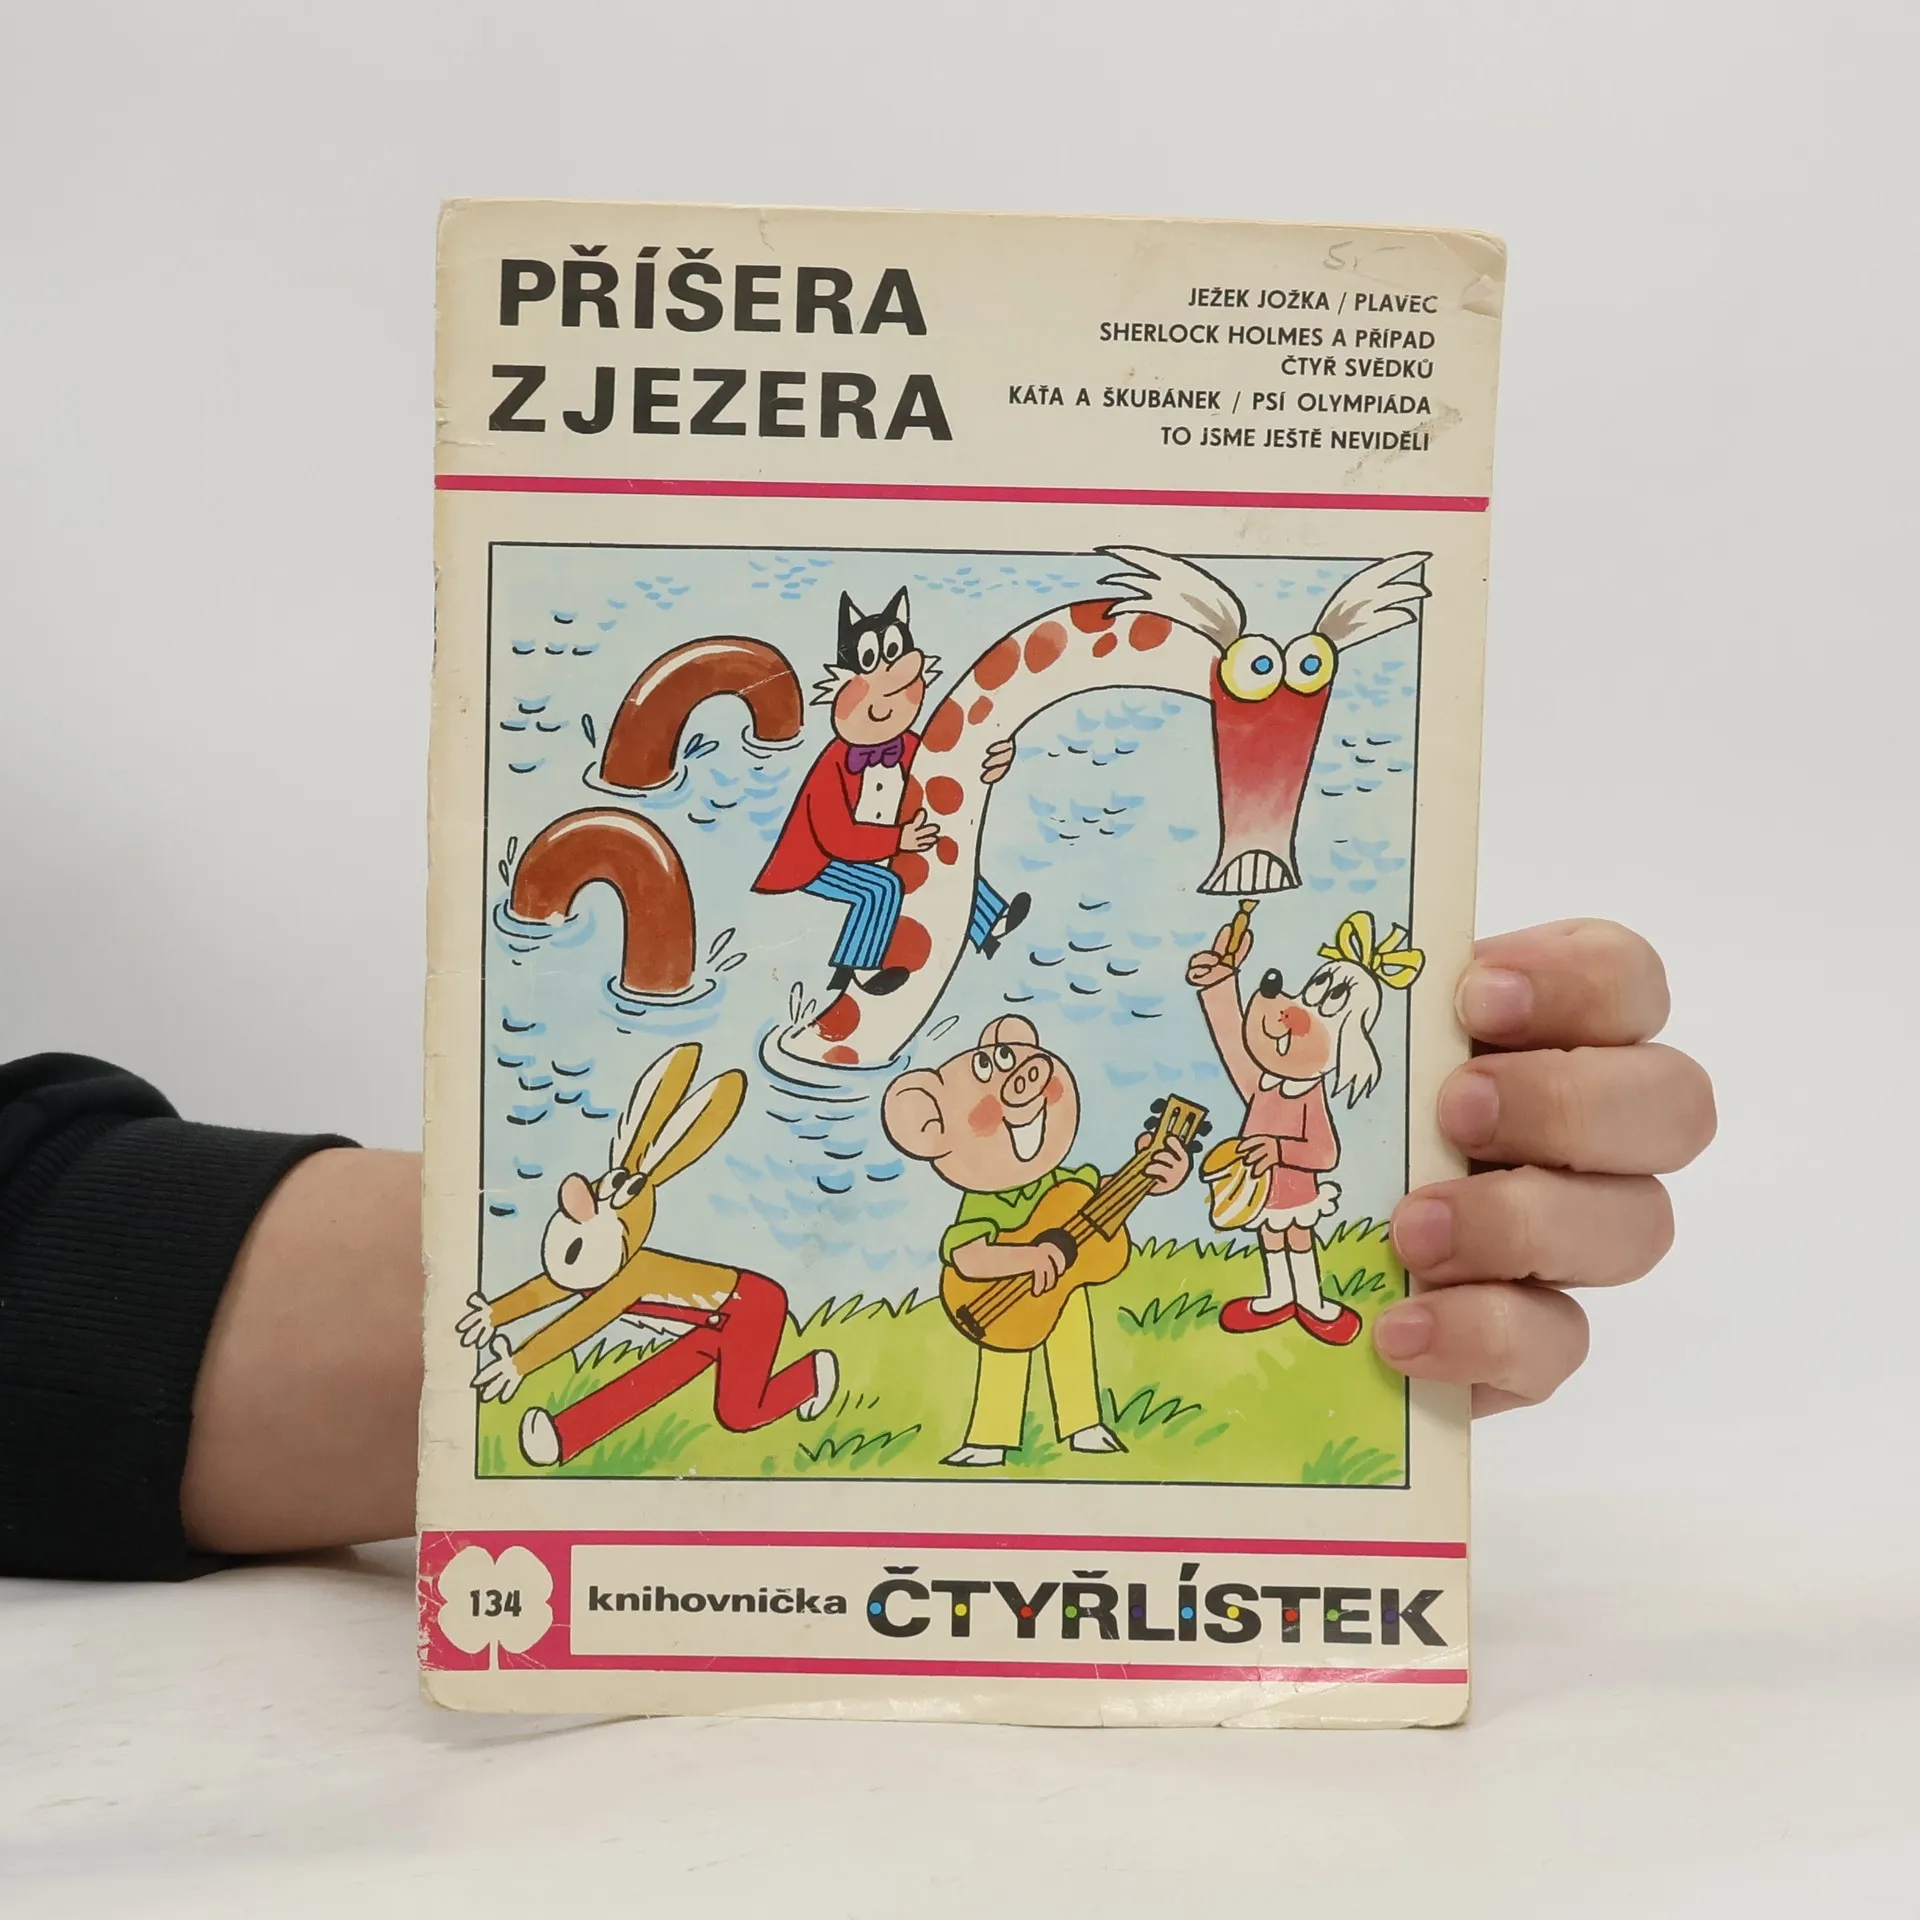 PŘÍŠERA
Z JEZERA
JEŽEK JOŽKA / PLAVEC
SHERLOCK HOLMES A PŘÍPAD
ČTYŘ SVĚDKŮ
KÁŤA A ŠKUBÁNEK / PSÍ OLYMPIÁDA
TO JSME JEŠTĚ NEVIDĚLI
134
knihovnička ČTYŘLÍSTEK